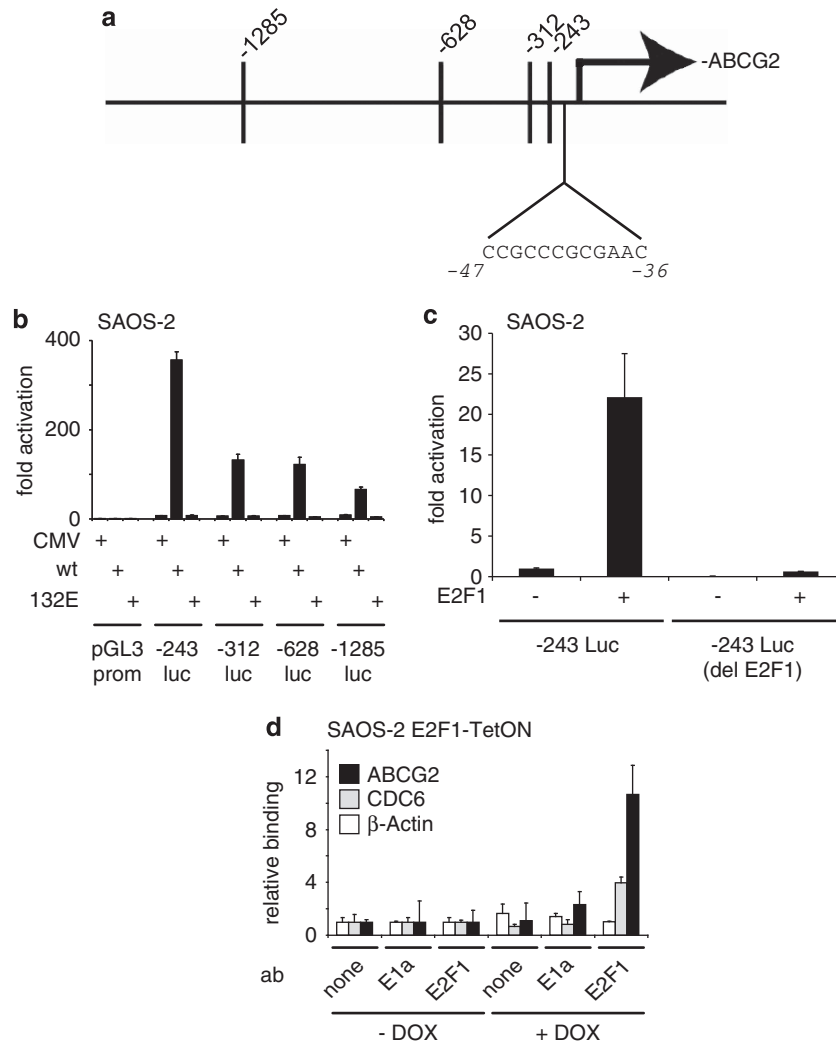 a
-1285
-628
-312
-243
-ABCG2
CCGCCCGCGAAC
-47
-36
b SAOS-2
fold activation
400
200
0
CMV + + + + +
wt + + + + +
132E + + + + +
pGL3 prom
-243 luc
-312 luc
-628 luc
-1285 luc
c SAOS-2
fold activation
30
25
20
15
10
5
0
E2F1 - + - +
-243 Luc
-243 Luc
(del E2F1)
d SAOS-2 E2F1-TetON
relative binding
12
8
4
0
ABCG2
CDC6
β-Actin
ab none E1a E2F1 none E1a E2F1
- DOX + DOX